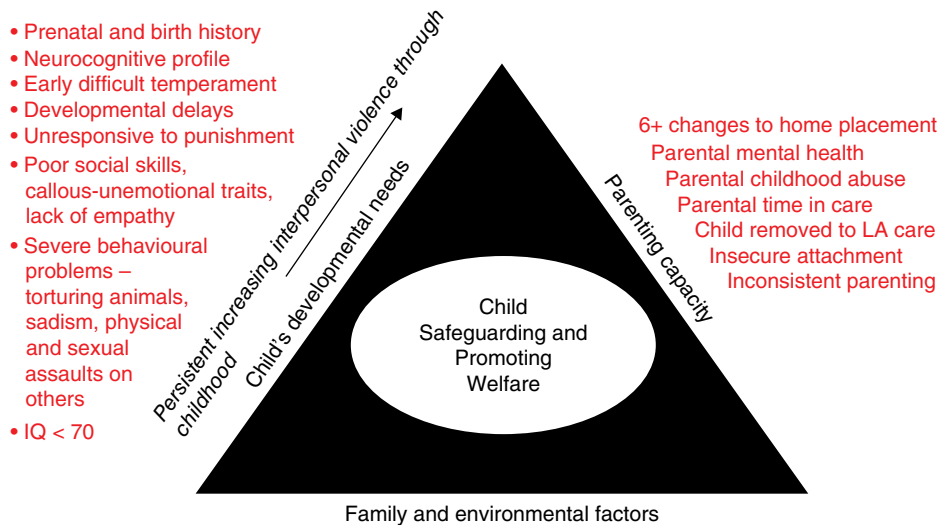 • Prenatal and birth history
• Neurocognitive profile
• Early difficult temperament
• Developmental delays
• Unresponsive to punishment
• Poor social skills,
callous-unemotional traits,
lack of empathy
• Severe behavioural
problems –
torturing animals,
sadism, physical
and sexual
assaults on
others
• IQ < 70
Persistent increasing interpersonal violence through
childhood
Child's developmental needs
Child
Safeguarding and
Promoting
Welfare
Parenting capacity
6+ changes to home placement
Parental mental health
Parental childhood abuse
Parental time in care
Child removed to LA care
Insecure attachment
Inconsistent parenting
Family and environmental factors